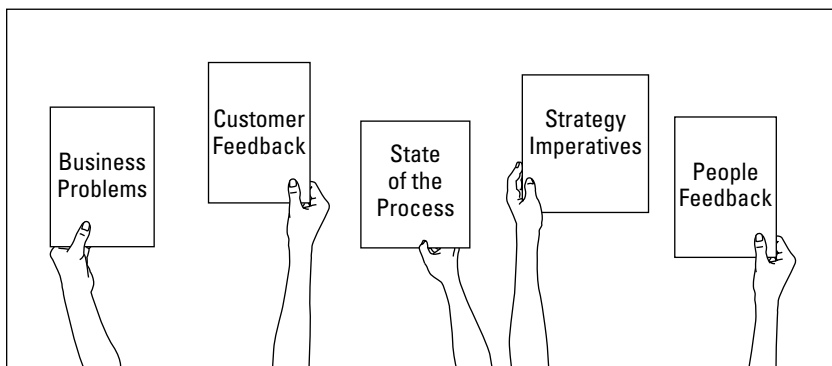 Business
Problems
Customer
Feedback
State
of the
Process
Strategy
Imperatives
People
Feedback